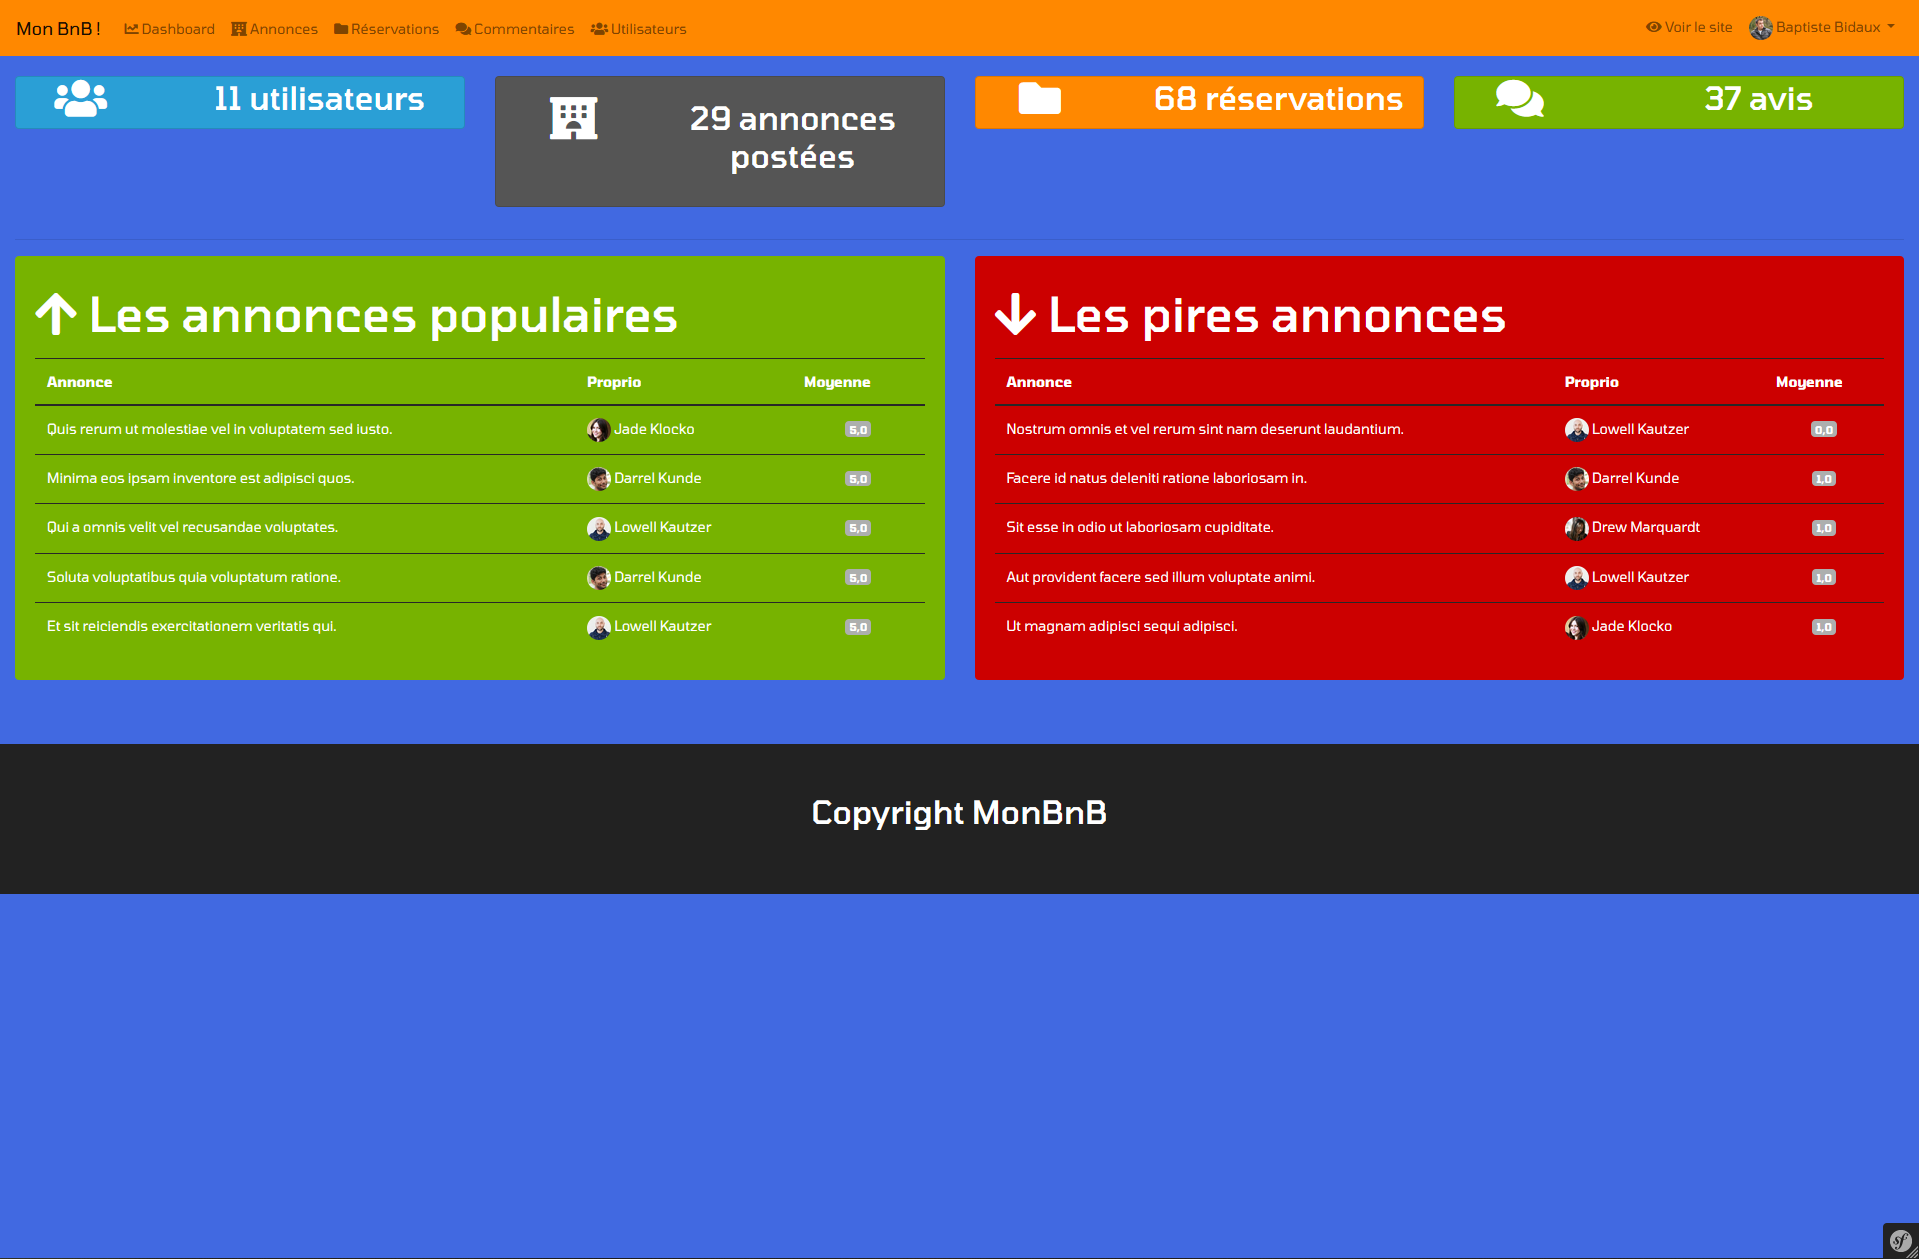 Mon BnB !
Dashboard
Annonces
Réservations
Commentaires
Utilisateurs
Voir le site
Baptiste Bidaux
11 utilisateurs
29 annonces
postées
68 réservations
37 avis
Les annonces populaires
Annonce Proprio Moyenne
Quis rerum ut molestiae vel in voluptatem sed iusto. Jade Klocko 5,0
Minima eos ipsam inventore est adipisci quos. Darrel Kunde 5,0
Qui a omnis velit vel recusandae voluptates. Lowell Kautzer 5,0
Soluta voluptatibus quia voluptatum ratione. Darrel Kunde 5,0
Et sit reiciendis exercitationem veritatis qui. Lowell Kautzer 5,0
Les pires annonces
Annonce Proprio Moyenne
Nostrum omnis et vel rerum sint nam deserunt laudantium. Lowell Kautzer 0,0
Facere id natus deleniti ratione laboriosam in. Darrel Kunde 1,0
Sit esse in odio ut laboriosam cupiditate. Drew Marquardt 1,0
Aut provident facere sed illum voluptate animi. Lowell Kautzer 1,0
Ut magnam adipisci sequi adipisci. Jade Klocko 1,0
Copyright MonBnB
sf